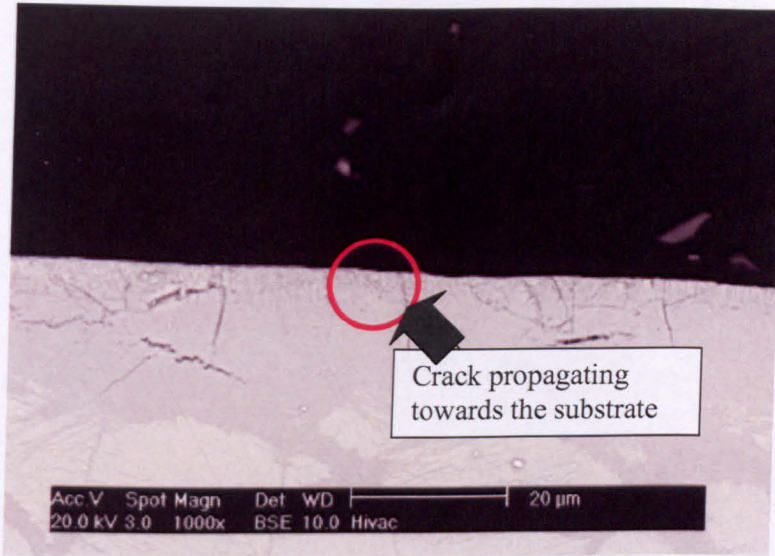 Crack propagating
towards the substrate
Acc.V Spot Magn Det WD 20 µm
20.0 kV 3.0 1000x BSE 10.0 Hivac